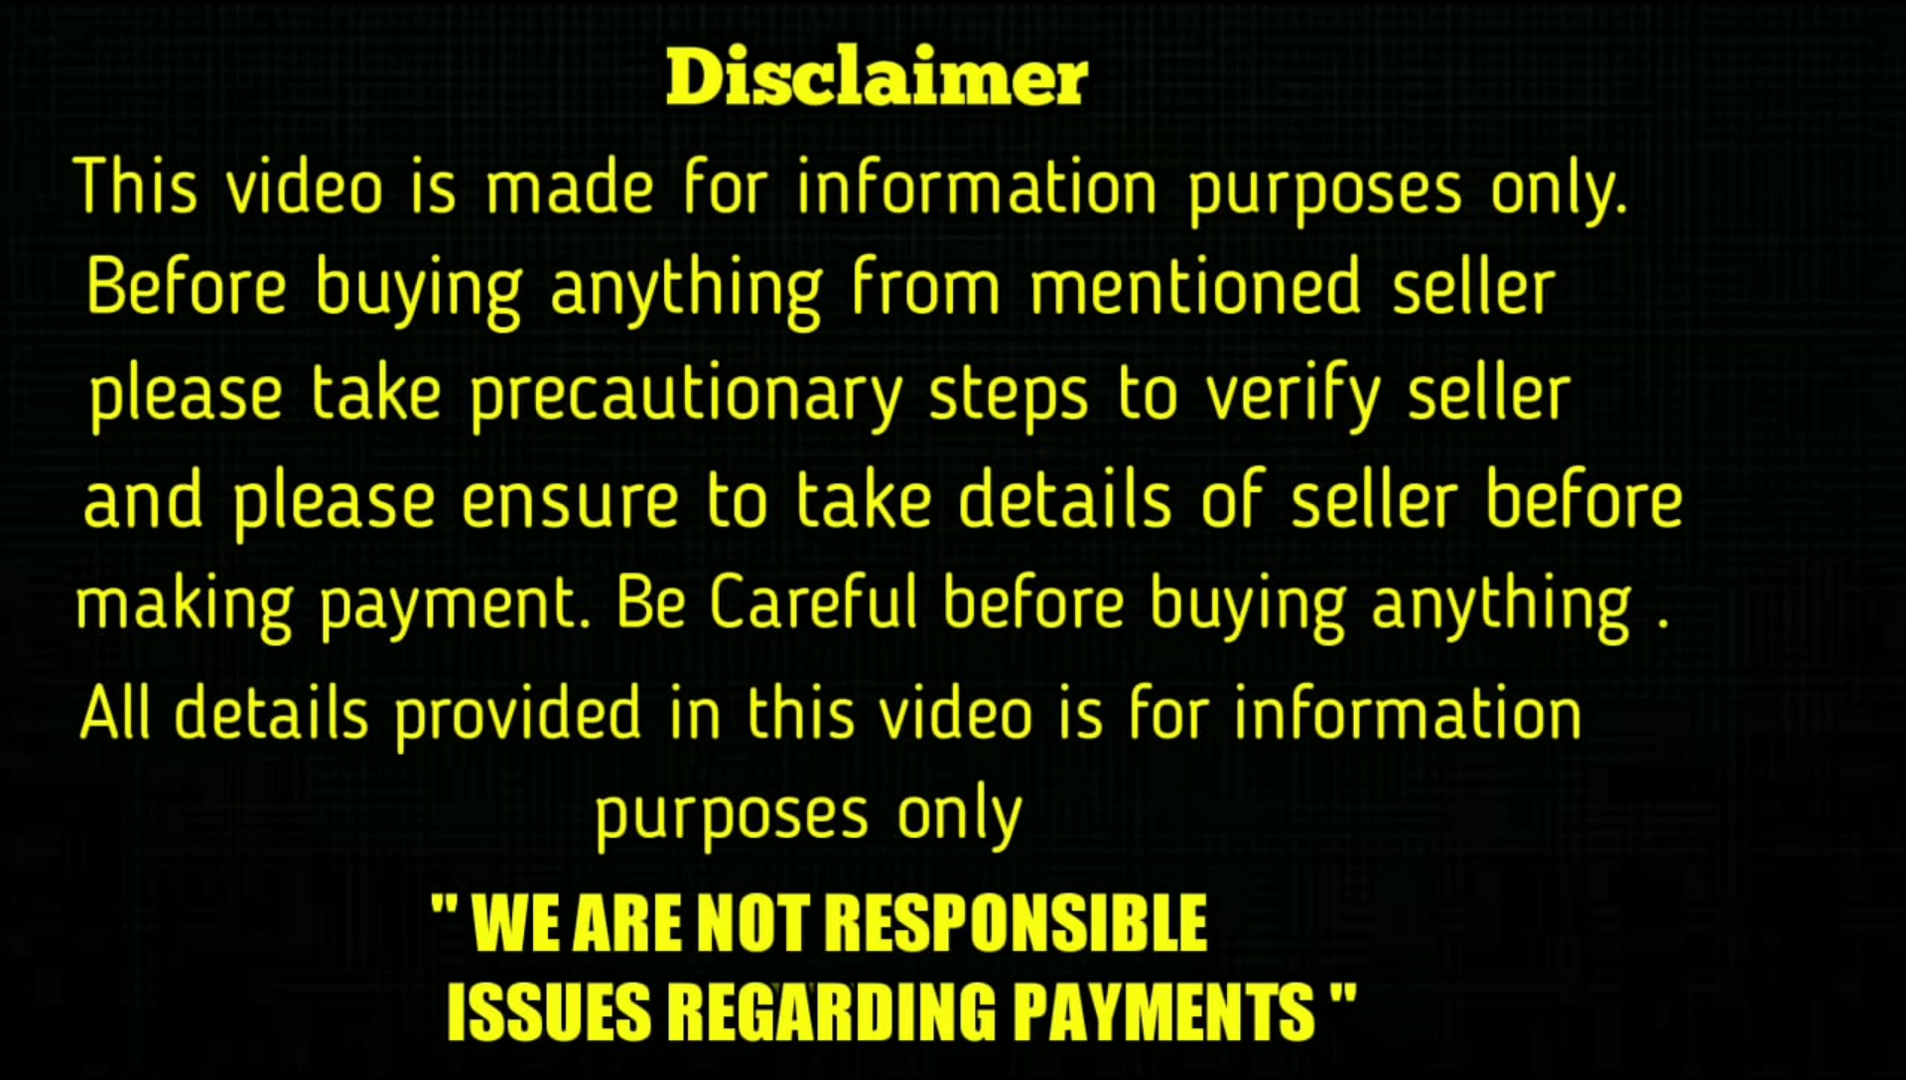 Disclaimer
This video is made for information purposes only.
Before buying anything from mentioned seller
please take precautionary steps to verify seller
and please ensure to take details of seller before
making payment. Be Careful before buying anything .
All details provided in this video is for information
purposes only
" WE ARE NOT RESPONSIBLE
ISSUES REGARDING PAYMENTS "